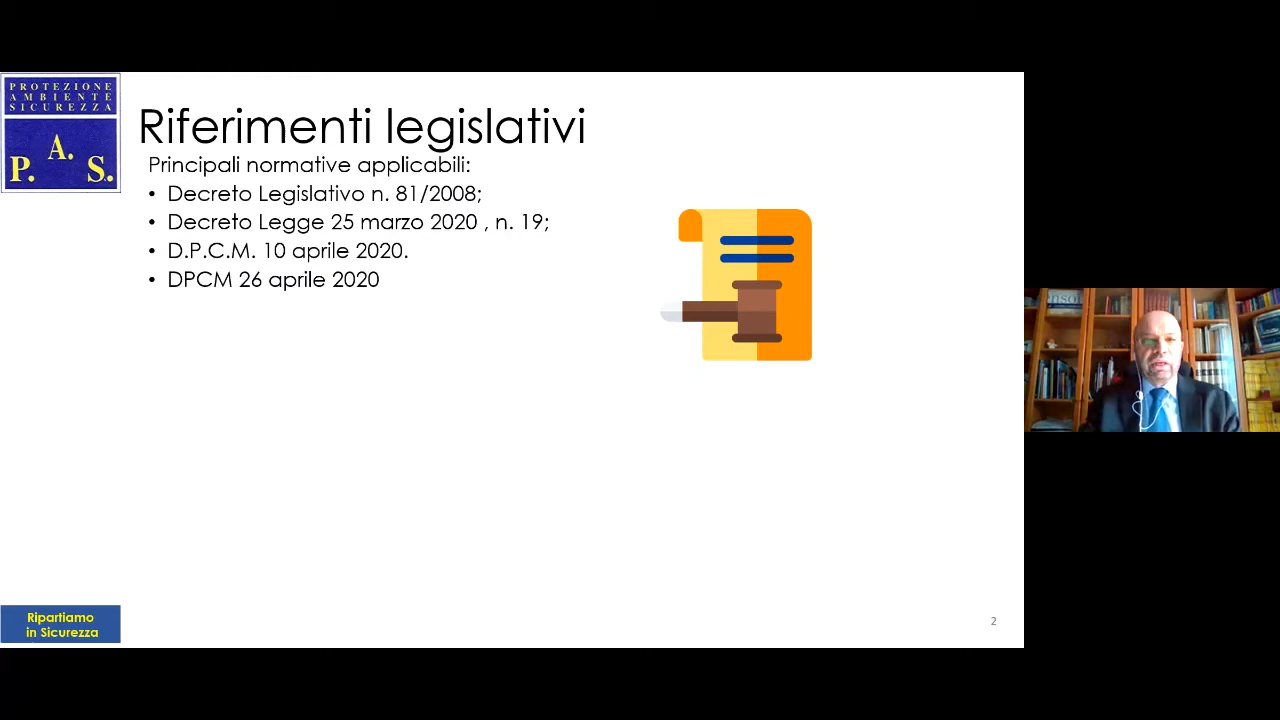 PROTEZIONE
AMBIENTE
SICUREZZA
P. A. S.
Riferimenti legislativi
Principali normative applicabili:
• Decreto Legislativo n. 81/2008;
• Decreto Legge 25 marzo 2020 , n. 19;
• D.P.C.M. 10 aprile 2020.
• DPCM 26 aprile 2020
Ripartiamo
in Sicurezza
2